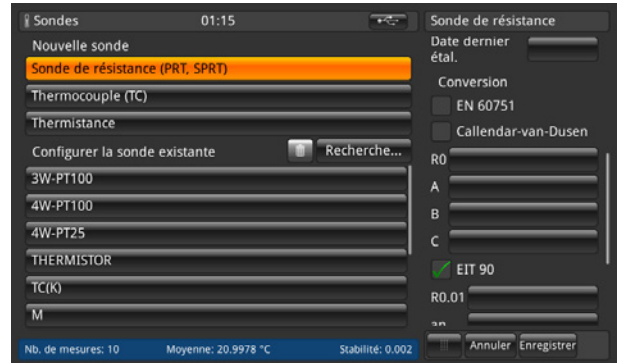 Sondes
01:15
Nouvelle sonde
Sonde de résistance (PRT, SPRT)
Thermocouple (TC)
Thermistance
Configurer la sonde existante
Recherche...
3W-PT100
4W-PT100
4W-PT25
THERMISTOR
TC(K)
M
Nb. de mesures: 10
Moyenne: 20.9978 °C
Stabilité: 0.002
Sonde de résistance
Date dernier
étal.
Conversion
EN 60751
Callendar-van-Dusen
R0
A
B
C
EIT 90
R0.01
an
Annuler
Enregistrer